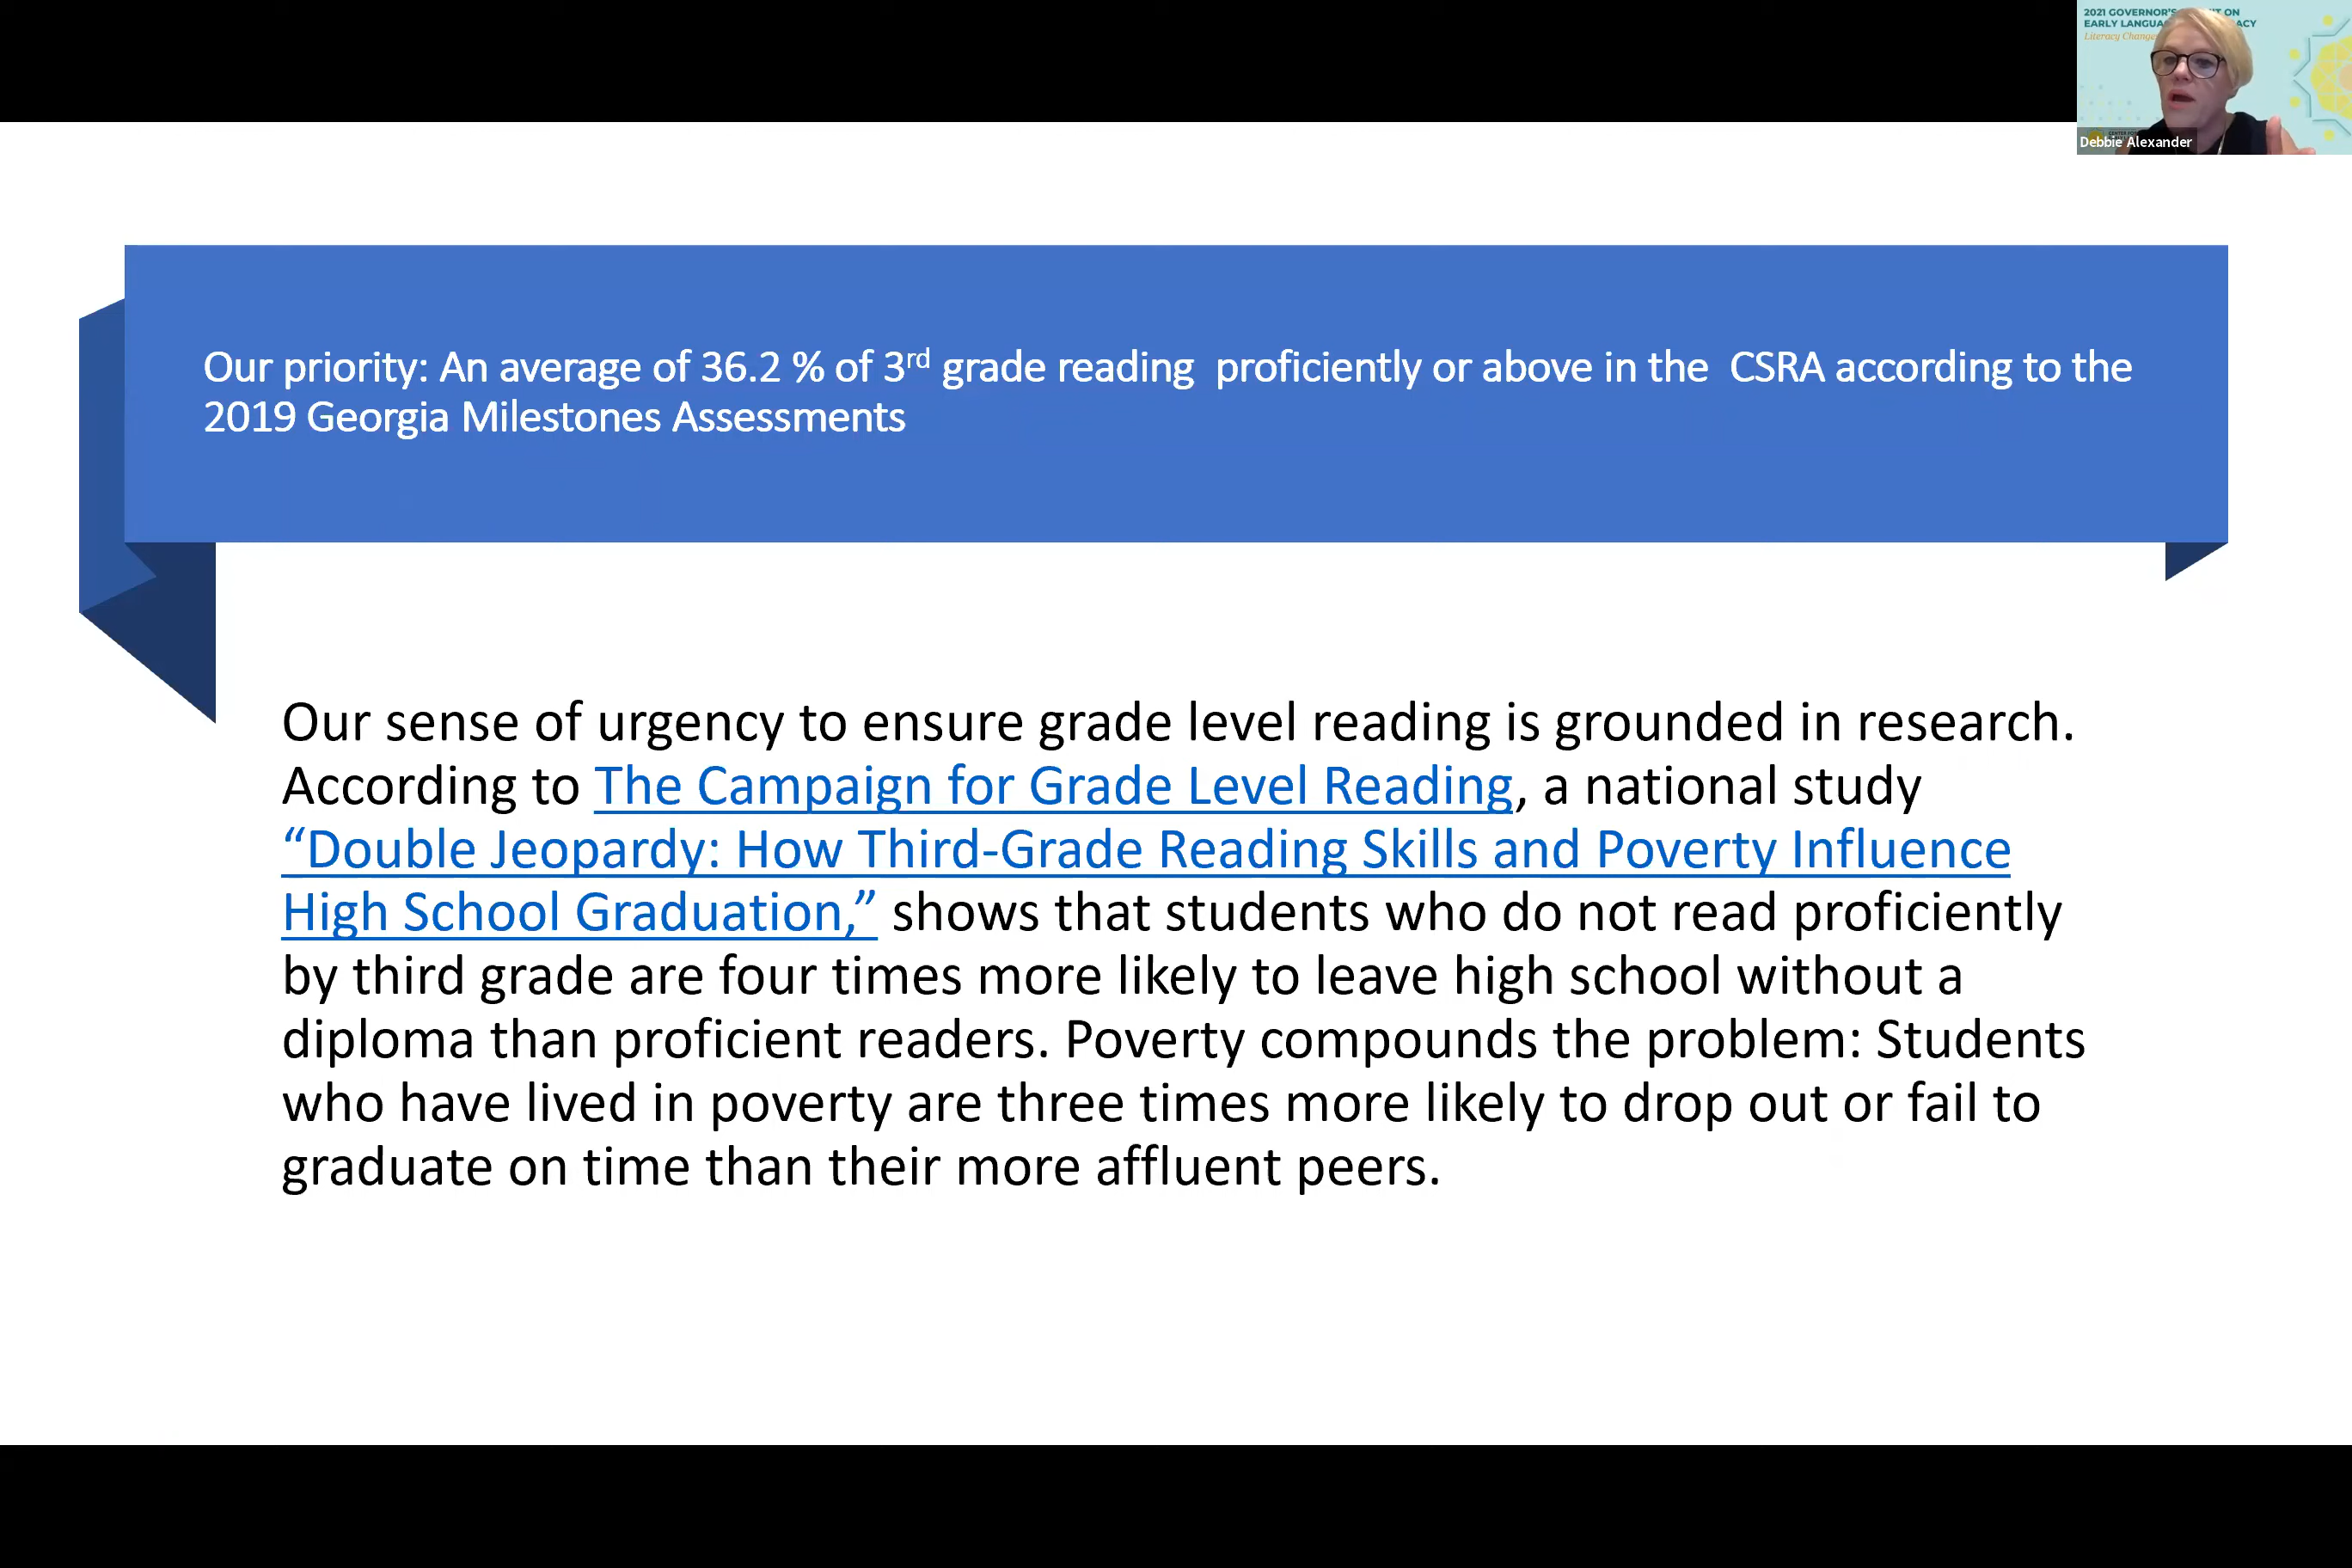 2021 GOVERNOR'S
ON
EARLY
Literacy
Debbie Alexander
Our priority: An average of 36.2 % of 3rd grade reading  proficiently or above in the  CSRA according to the
2019 Georgia Milestones Assessments
Our sense of urgency to ensure grade level reading is grounded in research.
According to The Campaign for Grade Level Reading, a national study
“Double Jeopardy: How Third-Grade Reading Skills and Poverty Influence
High School Graduation,” shows that students who do not read proficiently
by third grade are four times more likely to leave high school without a
diploma than proficient readers. Poverty compounds the problem: Students
who have lived in poverty are three times more likely to drop out or fail to
graduate on time than their more affluent peers.